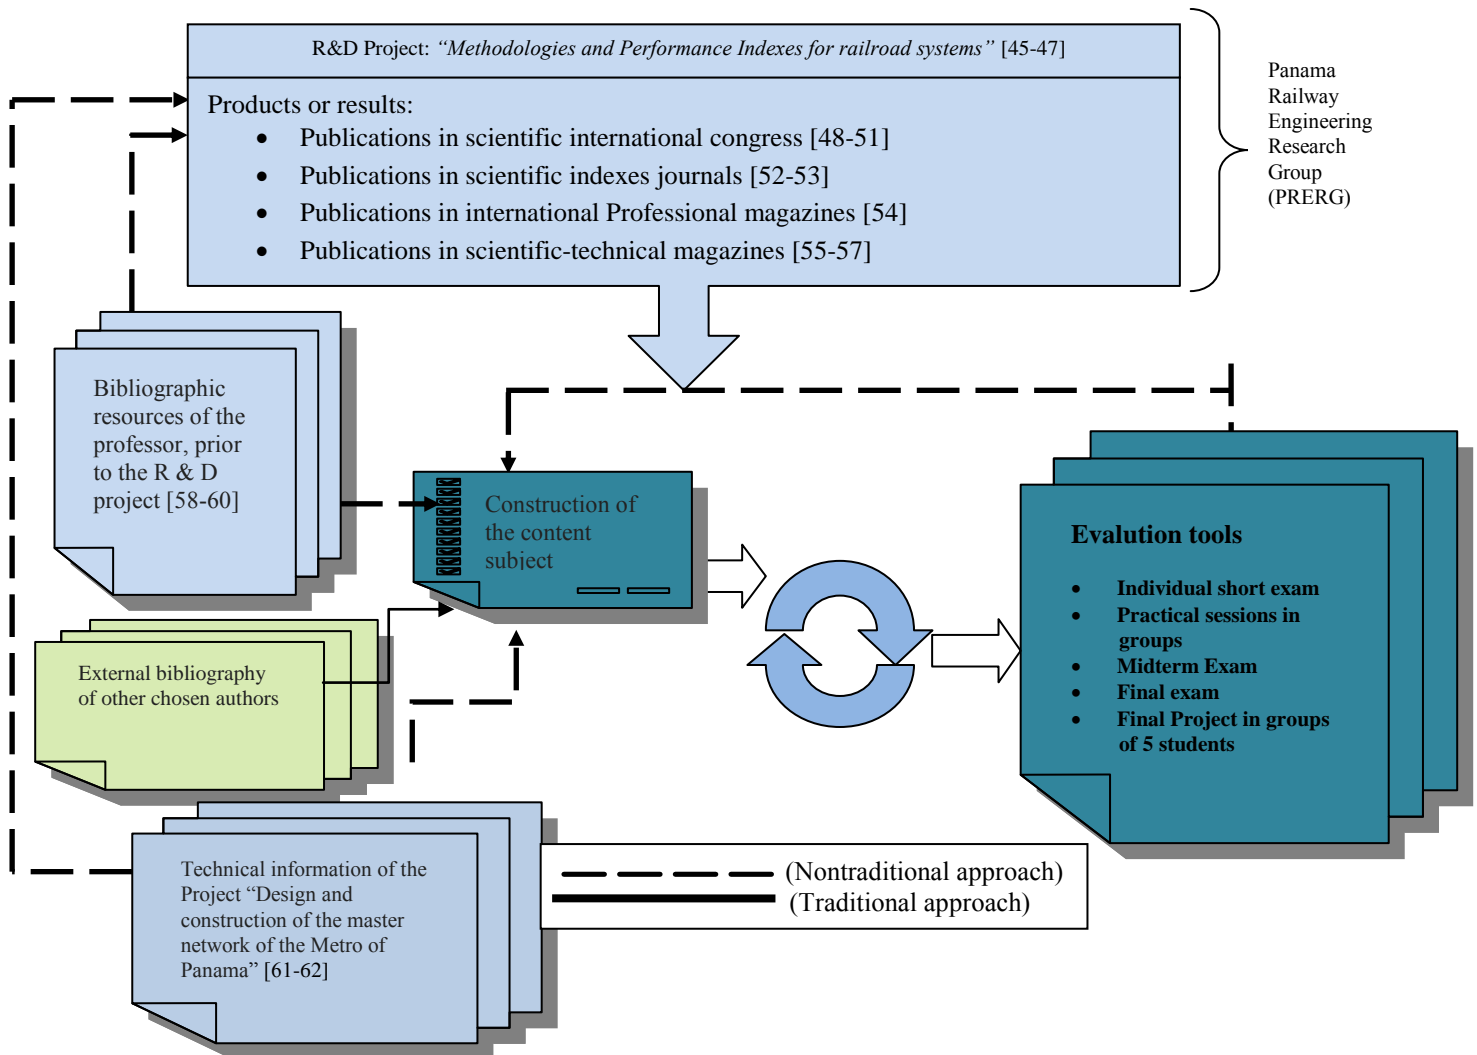 R&D Project: “Methodologies and Performance Indexes for railroad systems” [45-47]
Products or results:
• Publications in scientific international congress [48-51]
• Publications in scientific indexes journals [52-53]
• Publications in international Professional magazines [54]
• Publications in scientific-technical magazines [55-57]
Panama
Railway
Engineering
Research
Group
(PRERG)
Bibliographic
resources of the
professor, prior
to the R & D
project [58-60]
Construction of
the content
subject
Evalution tools
• Individual short exam
• Practical sessions in
groups
• Midterm Exam
• Final exam
• Final Project in groups
of 5 students
External bibliography
of other chosen authors
Technical information of the
Project “Design and
construction of the master
network of the Metro of
Panama” [61-62]
(Nontraditional approach)
(Traditional approach)